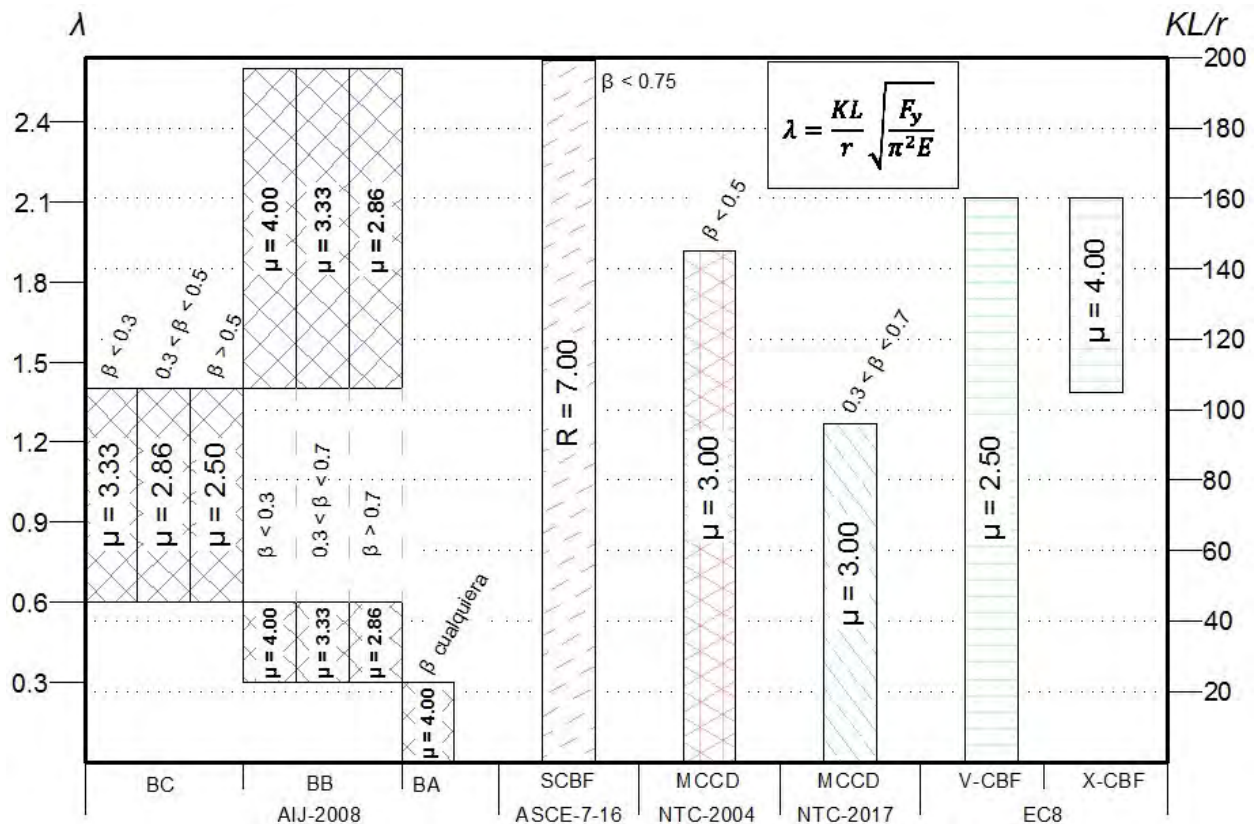 λ
KL/r
2.4
2.1
1.8
1.5
1.2
0.9
0.6
0.3
200
180
160
140
120
100
80
60
40
20
λ = KL/r √(F_y/π²E)
β < 0.3
0.3 < β < 0.5
β > 0.5
μ = 3.33
μ = 2.86
μ = 2.50
μ = 4.00
μ = 3.33
μ = 2.86
β < 0.3
0.3 < β < 0.7
β > 0.7
μ = 4.00
μ = 3.33
μ = 2.86
β cualquiera
μ = 4.00
β < 0.75
R = 7.00
β < 0.5
μ = 3.00
0.3 < β < 0.7
μ = 3.00
μ = 2.50
μ = 4.00
BC
BB
BA
SCBF
MCCD
MCCD
V-CBF
X-CBF
AIJ-2008
ASCE-7-16
NTC-2004
NTC-2017
EC8